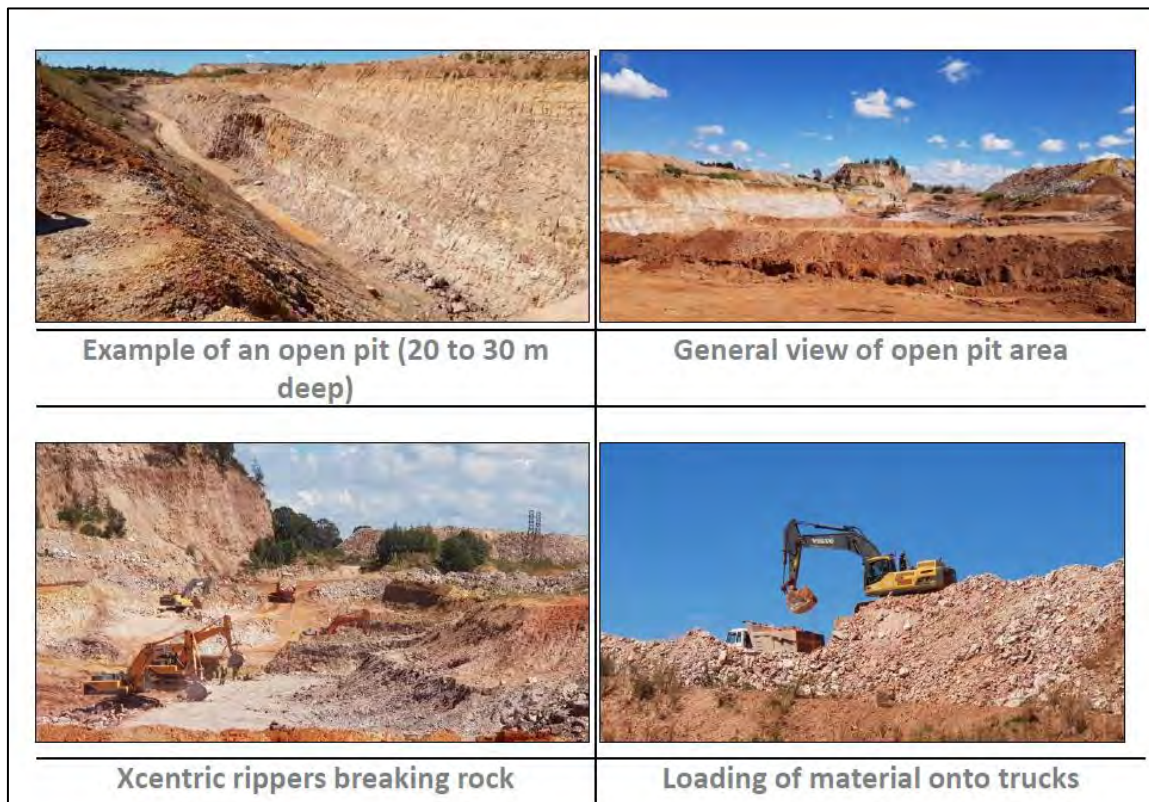 Example of an open pit (20 to 30 m
deep)
General view of open pit area
VOLVO
Xcentric rippers breaking rock
Loading of material onto trucks